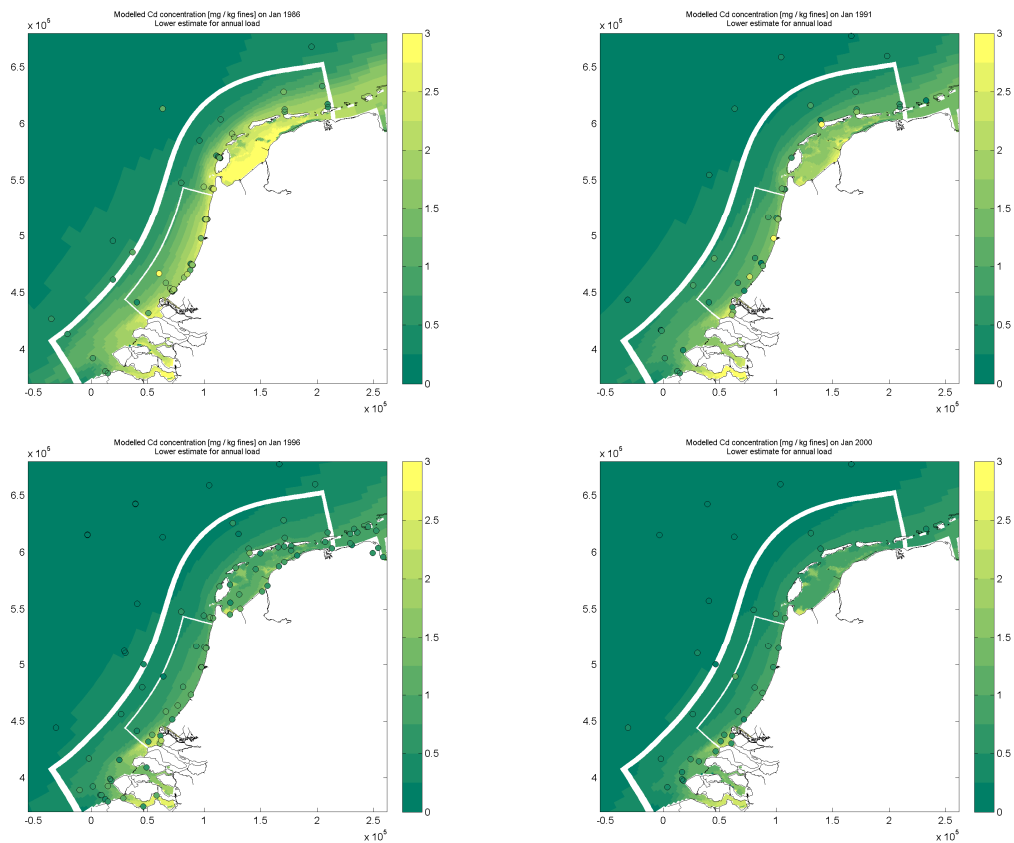 Modelled Cd concentration [mg / kg fines] on Jan 1986
Lower estimate for annual load
x 10^5
6.5
6
5.5
5
4.5
4
-0.5 0 0.5 1 1.5 2 2.5
x 10^5
3
2.5
2
1.5
1
0.5
0
Modelled Cd concentration [mg / kg fines] on Jan 1991
Lower estimate for annual load
x 10^5
6.5
6
5.5
5
4.5
4
-0.5 0 0.5 1 1.5 2 2.5
x 10^5
3
2.5
2
1.5
1
0.5
0
Modelled Cd concentration [mg / kg fines] on Jan 1996
Lower estimate for annual load
x 10^5
6.5
6
5.5
5
4.5
4
-0.5 0 0.5 1 1.5 2 2.5
x 10^5
3
2.5
2
1.5
1
0.5
0
Modelled Cd concentration [mg / kg fines] on Jan 2000
Lower estimate for annual load
x 10^5
6.5
6
5.5
5
4.5
4
-0.5 0 0.5 1 1.5 2 2.5
x 10^5
3
2.5
2
1.5
1
0.5
0